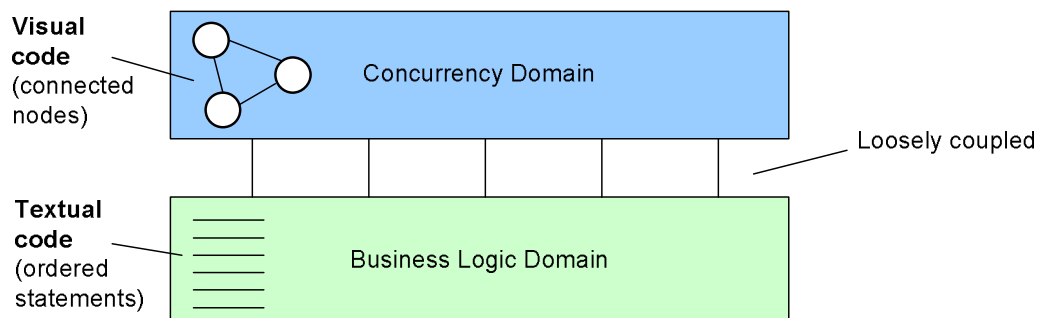 Visual
code
(connected
nodes)
Concurrency Domain
Loosely coupled
Textual
code
(ordered
statements)
Business Logic Domain